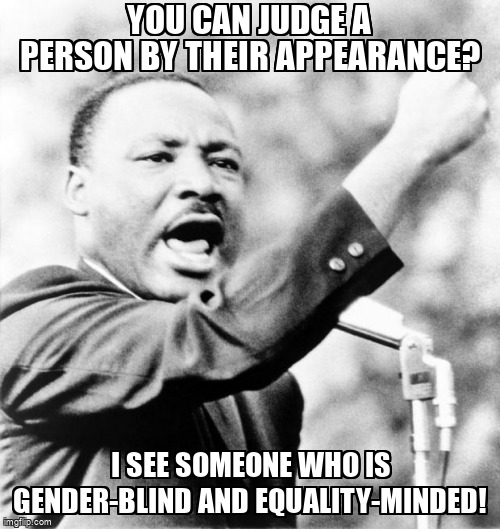 YOU CAN JUDGE A
PERSON BY THEIR APPEARANCE?
I SEE SOMEONE WHO IS
GENDER-BLIND AND EQUALITY-MINDED!
imgflip.com